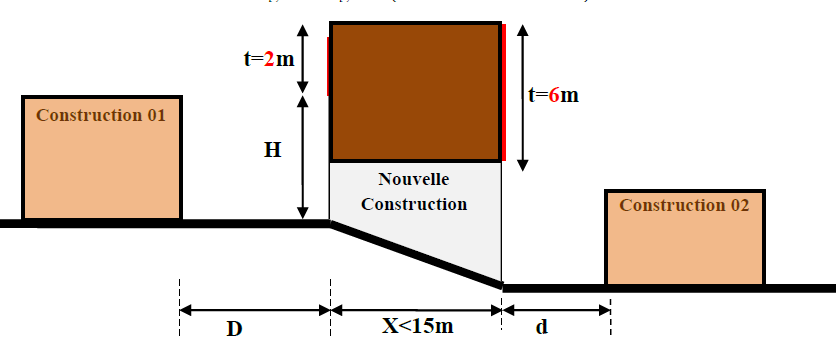 t=2m
t=6m
Construction 01
H
Nouvelle
Construction
Construction 02
D
X<15m
d